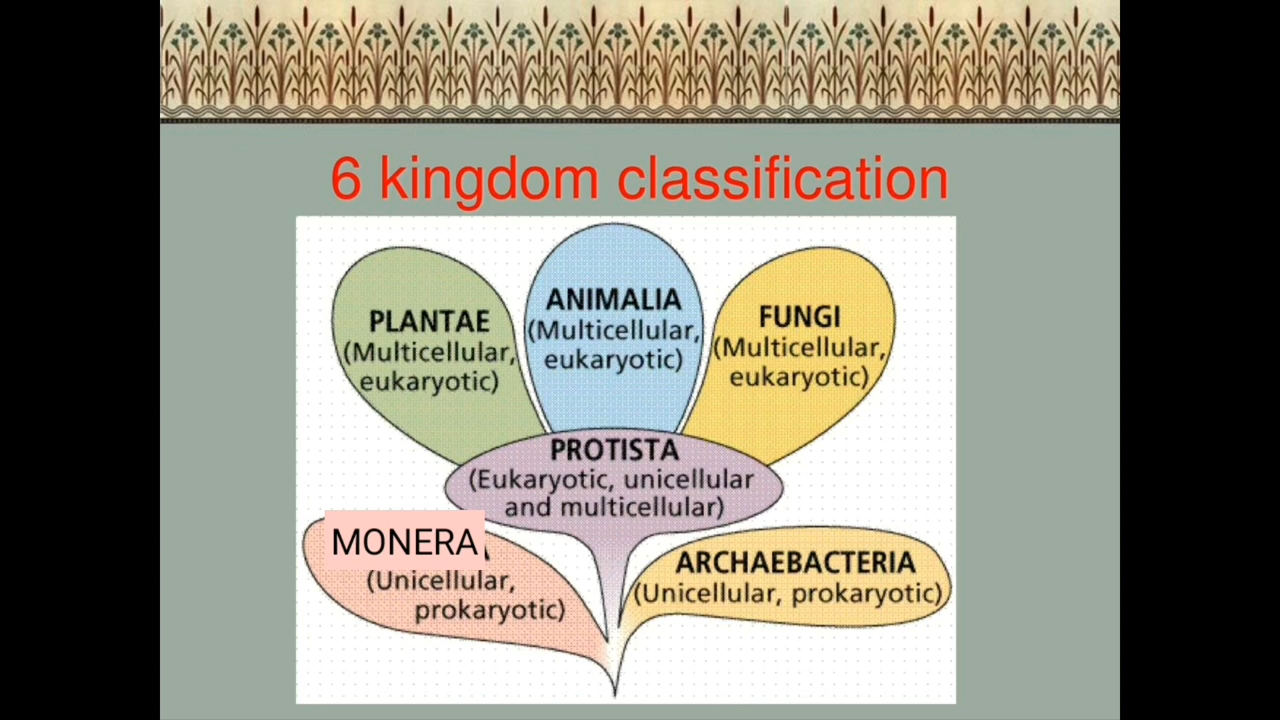 6 kingdom classification
ANIMALIA
(Multicellular,
eukaryotic)
PLANTAE
(Multicellular,
eukaryotic)
FUNGI
(Multicellular,
eukaryotic)
PROTISTA
(Eukaryotic, unicellular
and multicellular)
MONERA
(Unicellular,
prokaryotic)
ARCHAEBACTERIA
(Unicellular, prokaryotic)